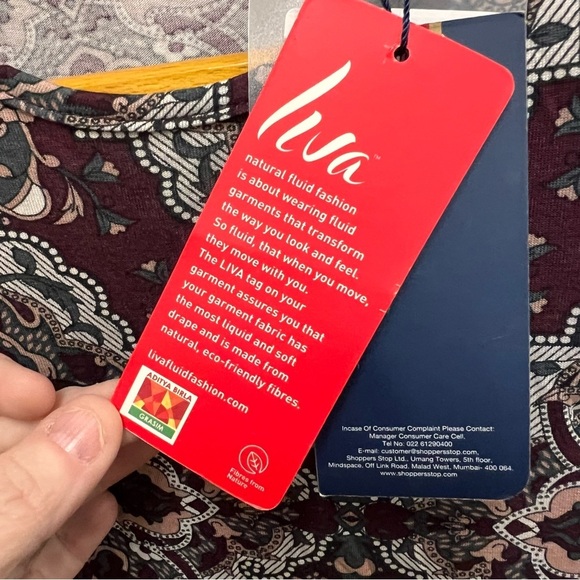 Liva™
natural fluid fashion
is about wearing fluid
garments that transform
the way you look and feel.
So fluid, that when you move,
they move with you.
The LIVA tag on your
garment assures you that
your garment fabric has
the most liquid and soft
drape and is made from
natural, eco-friendly fibres.
livafluidfashion.com
ADITYA BIRLA
GRASIM
Fibres from
Nature
Incase Of Consumer Complaint Please Contact:
Manager Consumer Care Cell,
Tel No: 022 61290400
E-mail: customer@shoppersstop.com,
Shoppers Stop Ltd., Umang Towers, 5th floor,
Mindspace, Off Link Road, Malad West, Mumbai- 400 064.
www.shoppersstop.com